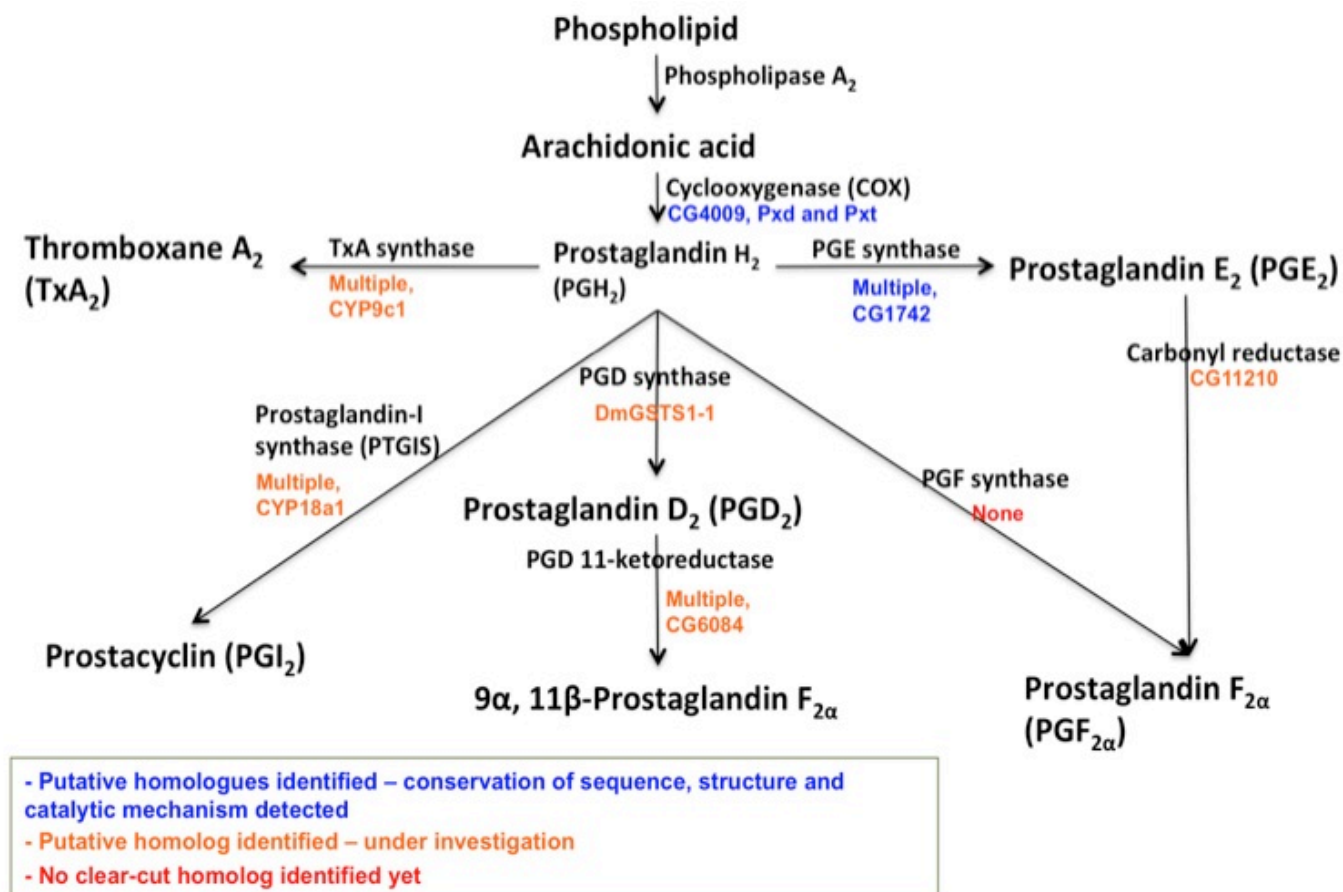 Phospholipid
Phospholipase A₂
Arachidonic acid
Cyclooxygenase (COX)
CG4009, Pxd and Pxt
Thromboxane A₂
(TxA₂)
TxA synthase
Multiple,
CYP9c1
Prostaglandin H₂
(PGH₂)
PGE synthase
Multiple,
CG1742
Prostaglandin E₂ (PGE₂)
Carbonyl reductase
CG11210
PGD synthase
DmGSTS1-1
Prostaglandin-I
synthase (PTGIS)
Multiple,
CYP18a1
PGF synthase
None
Prostaglandin D₂ (PGD₂)
PGD 11-ketoreductase
Multiple,
CG6084
Prostacyclin (PGI₂)
9α, 11β-Prostaglandin F₂α
Prostaglandin F₂α
(PGF₂α)
- Putative homologues identified – conservation of sequence, structure and
catalytic mechanism detected
- Putative homolog identified – under investigation
- No clear-cut homolog identified yet